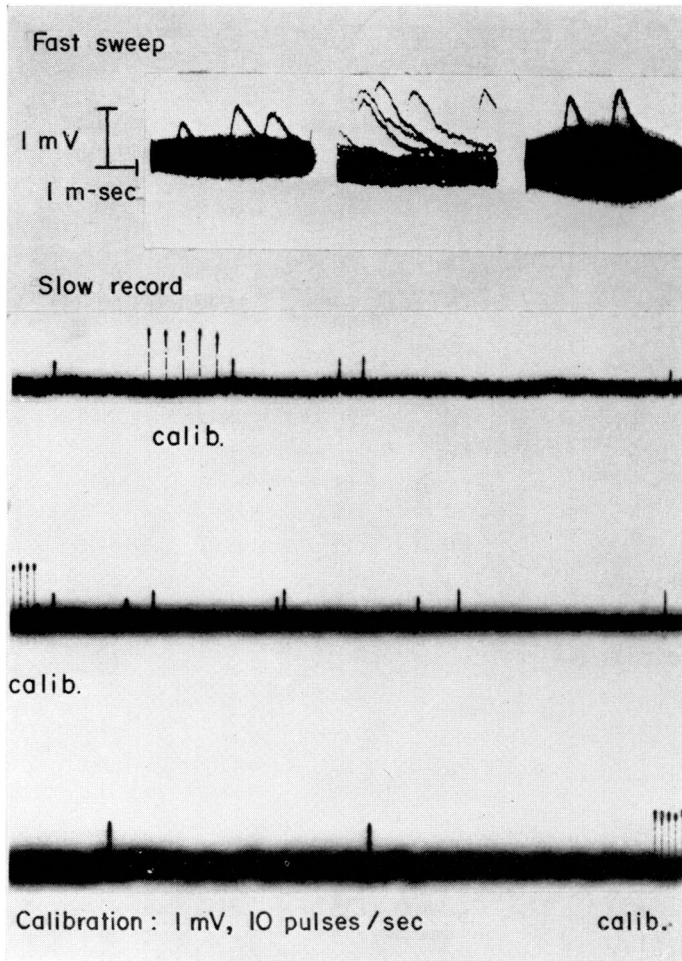 Fast sweep
1 mV
1 m-sec
Slow record
calib.
calib.
Calibration : 1 mV, 10 pulses/sec
calib.